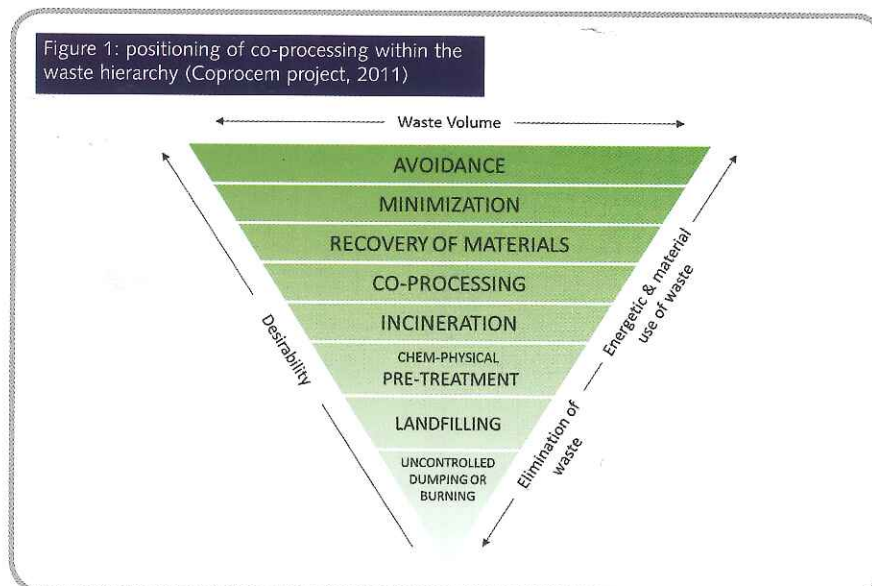 Figure 1: positioning of co-processing within the
waste hierarchy (Coprocem project, 2011)
Waste Volume
AVOIDANCE
MINIMIZATION
RECOVERY OF MATERIALS
CO-PROCESSING
INCINERATION
CHEM-PHYSICAL
PRE-TREATMENT
LANDFILLING
UNCONTROLLED
DUMPING OR
BURNING
Desirability
Energetic & material
use of waste
Elimination of
waste